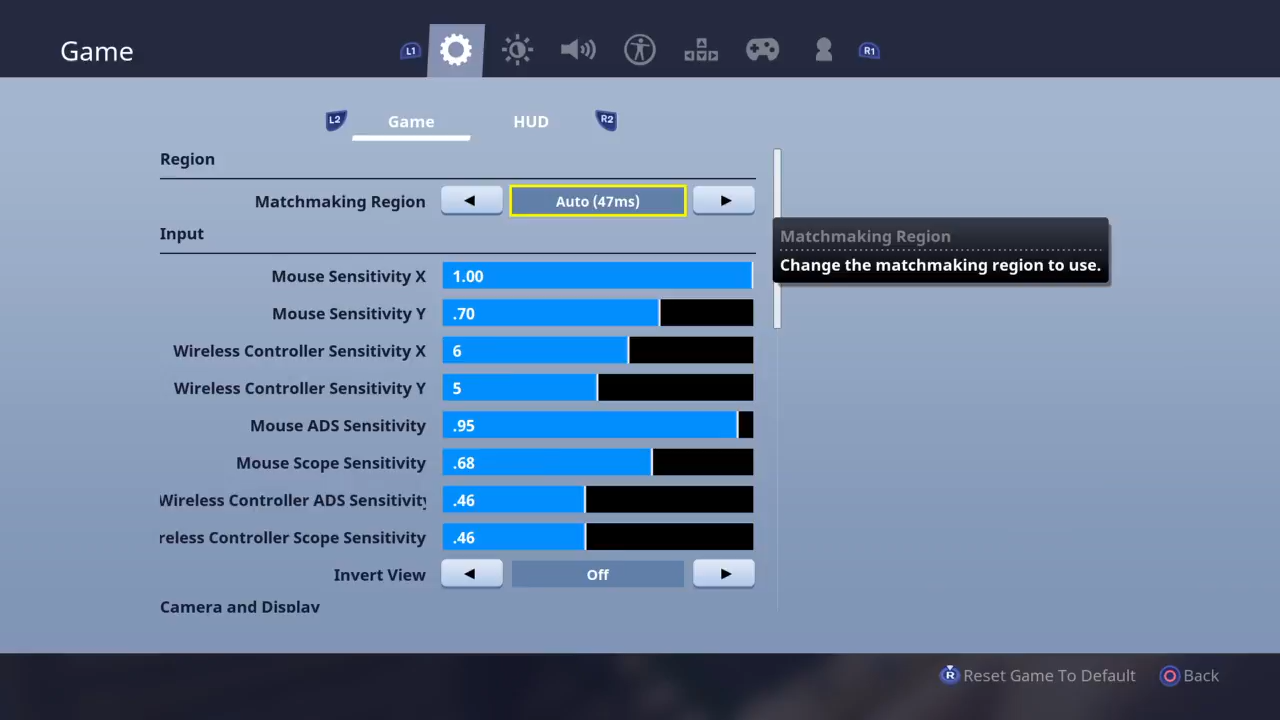 Game
L1
R1
L2
Game
HUD
R2
Region
Matchmaking Region
Auto (47ms)
Matchmaking Region
Change the matchmaking region to use.
Input
Mouse Sensitivity X
1.00
Mouse Sensitivity Y
.70
Wireless Controller Sensitivity X
6
Wireless Controller Sensitivity Y
5
Mouse ADS Sensitivity
.95
Mouse Scope Sensitivity
.68
Wireless Controller ADS Sensitivity
.46
reless Controller Scope Sensitivity
.46
Invert View
Off
Camera and Display
R Reset Game To Default
Back